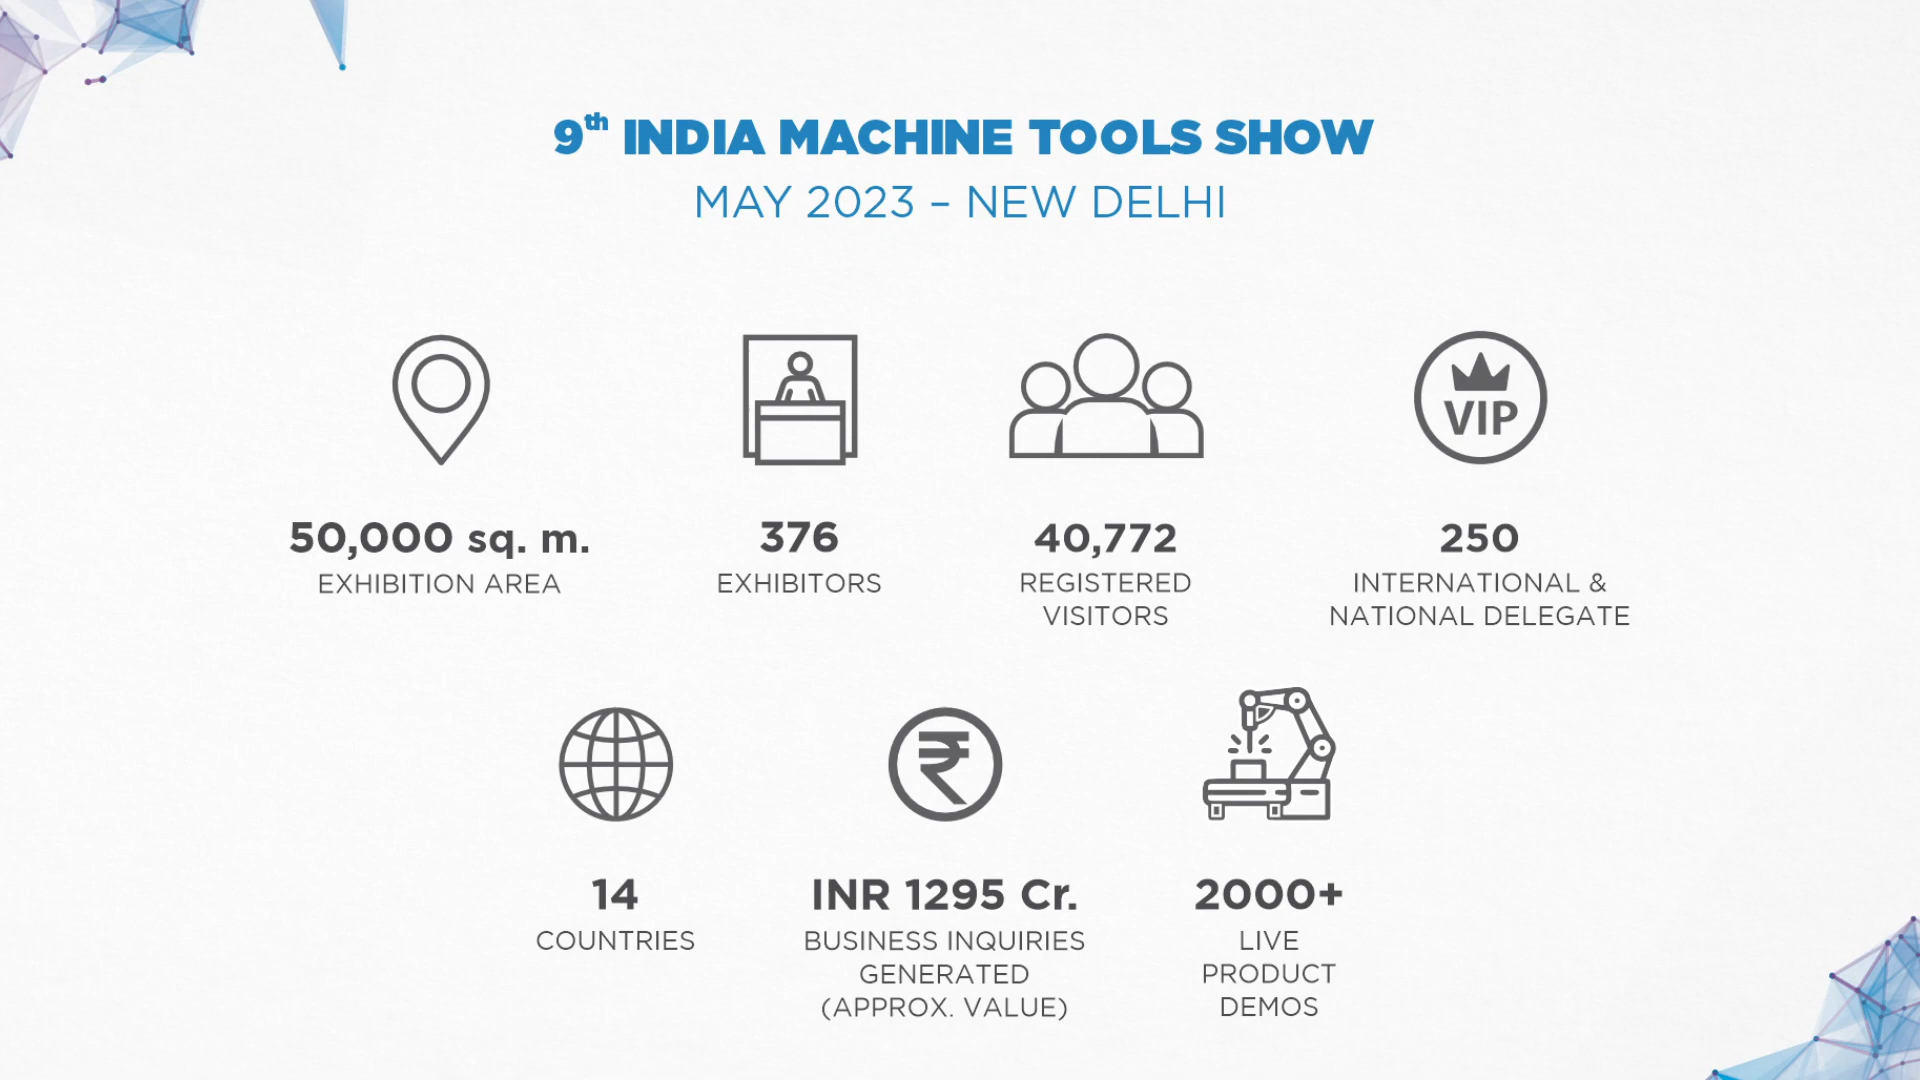 9th INDIA MACHINE TOOLS SHOW
MAY 2023 – NEW DELHI
VIP
50,000 sq. m.
EXHIBITION AREA
376
EXHIBITORS
40,772
REGISTERED
VISITORS
250
INTERNATIONAL &
NATIONAL DELEGATE
₹
14
COUNTRIES
INR 1295 Cr.
BUSINESS INQUIRIES
GENERATED
(APPROX. VALUE)
2000+
LIVE
PRODUCT
DEMOS